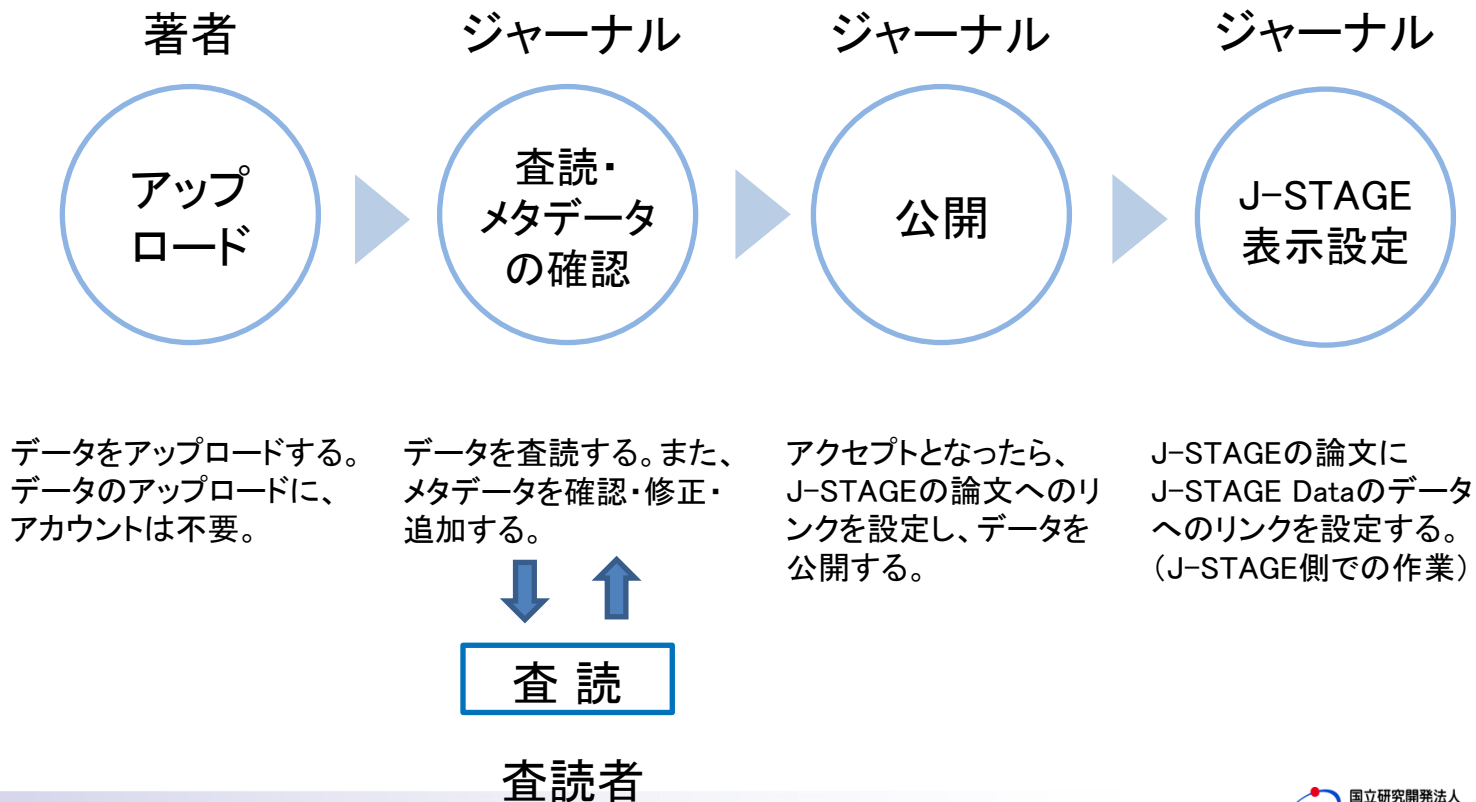 著者
アップ
ロード
データをアップロードする。
データのアップロードに、
アカウントは不要。
ジャーナル
査読・
メタデータ
の確認
データを査読する。また、
メタデータを確認・修正・
追加する。
査 読
査読者
ジャーナル
公開
アクセプトとなったら、
J-STAGEの論文へのリ
ンクを設定し、データを
公開する。
ジャーナル
J-STAGE
表示設定
J-STAGEの論文に
J-STAGE Dataのデータ
へのリンクを設定する。
（J-STAGE側での作業）
国立研究開発法人